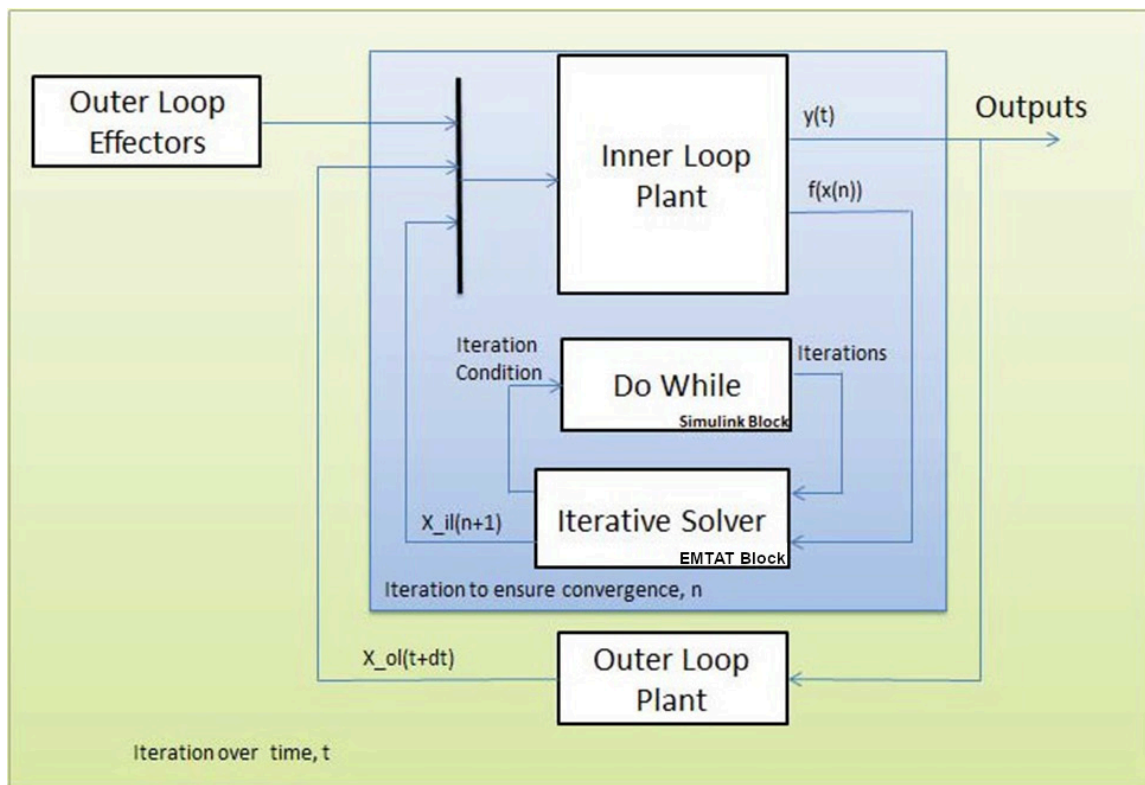 Outer Loop
Effectors
Inner Loop
Plant
y(t)
Outputs
f(x(n))
Iteration
Condition
Do While
Simulink Block
Iterations
X_il(n+1)
Iterative Solver
EMTAT Block
Iteration to ensure convergence, n
X_ol(t+dt)
Outer Loop
Plant
Iteration over time, t